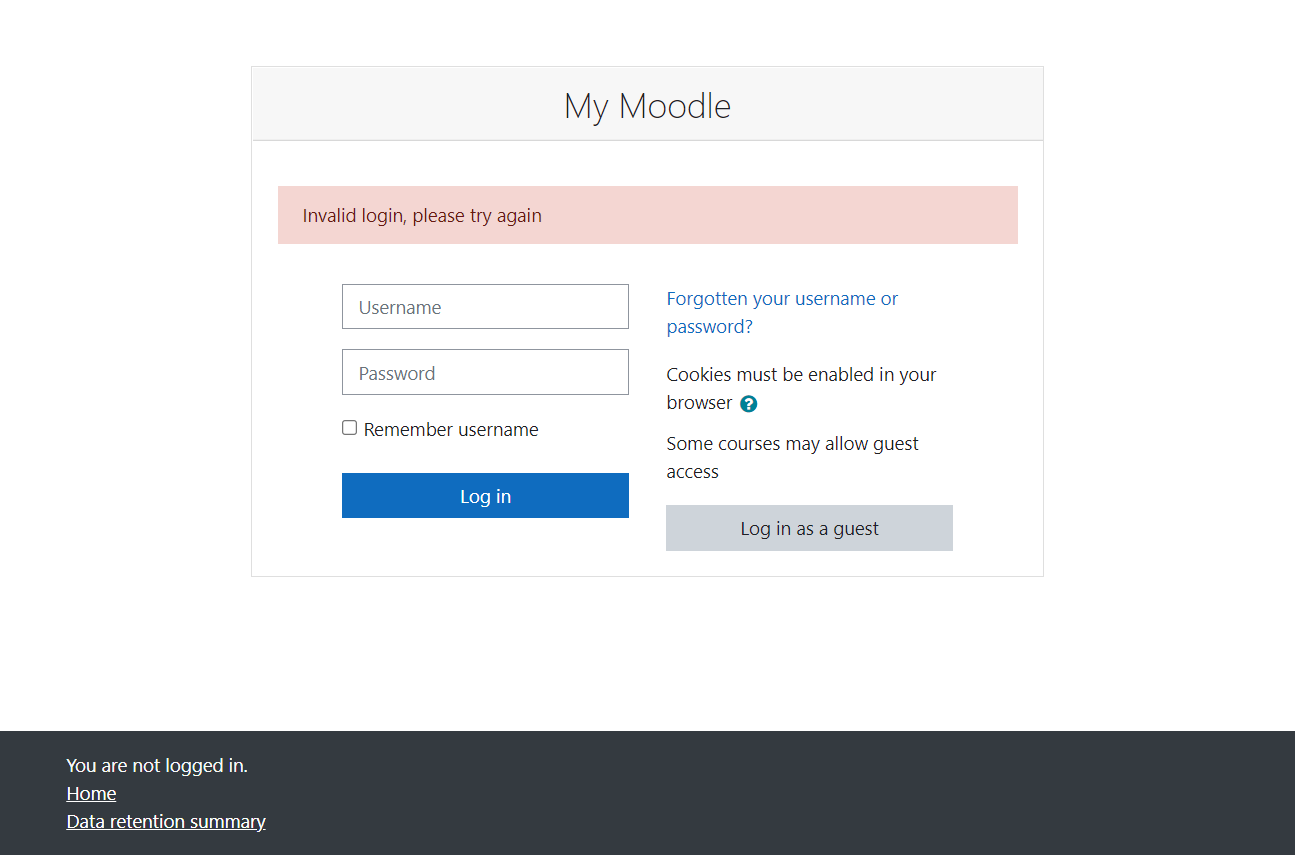 My Moodle
Invalid login, please try again
Username
Password
Remember username
Log in
Forgotten your username or
password?
Cookies must be enabled in your
browser ?
Some courses may allow guest
access
Log in as a guest
You are not logged in.
Home
Data retention summary